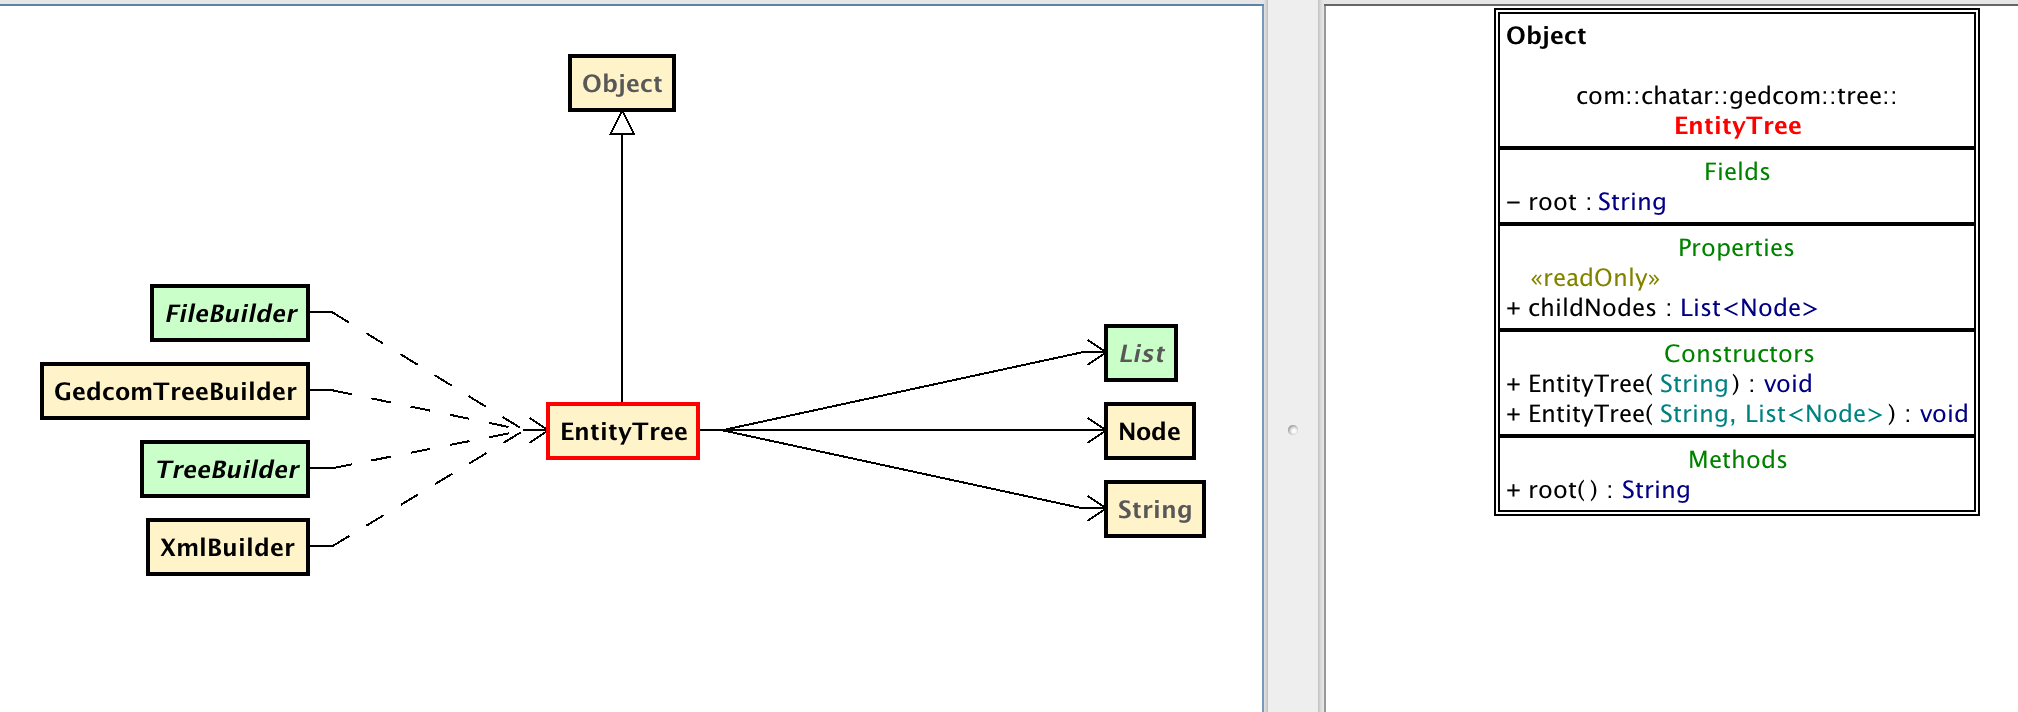 Object
FileBuilder
GedcomTreeBuilder
TreeBuilder
XmlBuilder
EntityTree
List
Node
String
Object
com::chatar::gedcom::tree::
EntityTree
Fields
− root : String
Properties
«readOnly»
+ childNodes : List<Node>
Constructors
+ EntityTree( String) : void
+ EntityTree( String, List<Node>) : void
Methods
+ root() : String